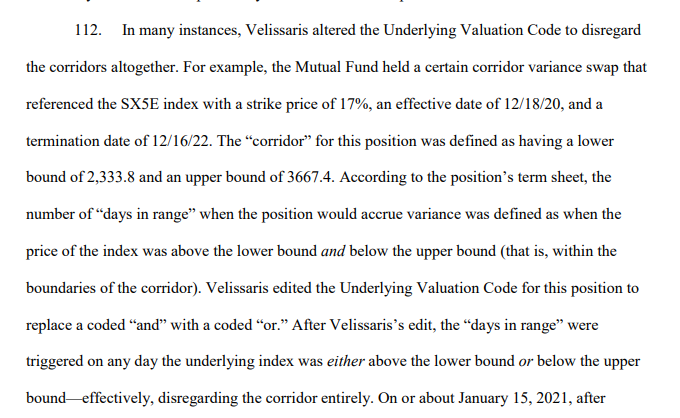 112. In many instances, Velissaris altered the Underlying Valuation Code to disregard
the corridors altogether. For example, the Mutual Fund held a certain corridor variance swap that
referenced the SX5E index with a strike price of 17%, an effective date of 12/18/20, and a
termination date of 12/16/22. The “corridor” for this position was defined as having a lower
bound of 2,333.8 and an upper bound of 3667.4. According to the position’s term sheet, the
number of “days in range” when the position would accrue variance was defined as when the
price of the index was above the lower bound and below the upper bound (that is, within the
boundaries of the corridor). Velissaris edited the Underlying Valuation Code for this position to
replace a coded “and” with a coded “or.” After Velissaris’s edit, the “days in range” were
triggered on any day the underlying index was either above the lower bound or below the upper
bound—effectively, disregarding the corridor entirely. On or about January 15, 2021, after